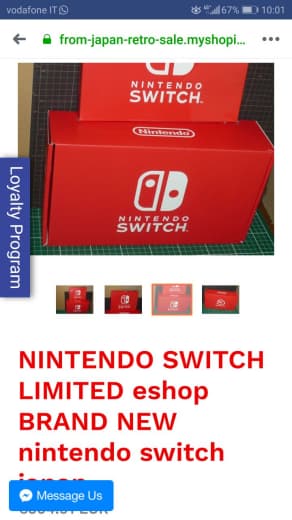 vodafone IT
67%
10:01
from-japan-retro-sale.myshopi...
NINTENDO
SWITCH.
Nintendo
NINTENDO
SWITCH.
Loyalty Program
NINTENDO SWITCH
LIMITED eshop
BRAND NEW
nintendo switch
Message Us